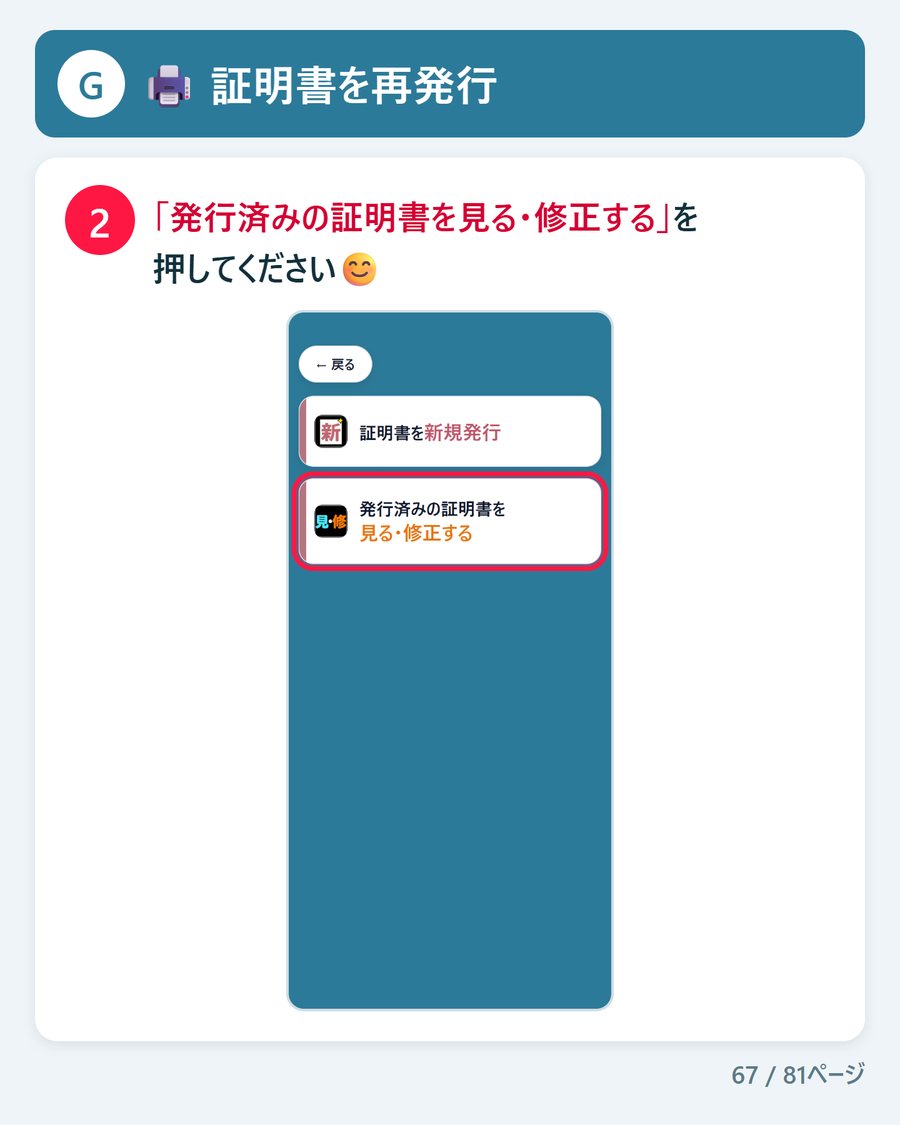 G 証明書を再発行
2 「発行済みの証明書を見る・修正する」を
押してください
← 戻る
新 証明書を新規発行
見・修 発行済みの証明書を
見る・修正する
67 / 81ページ